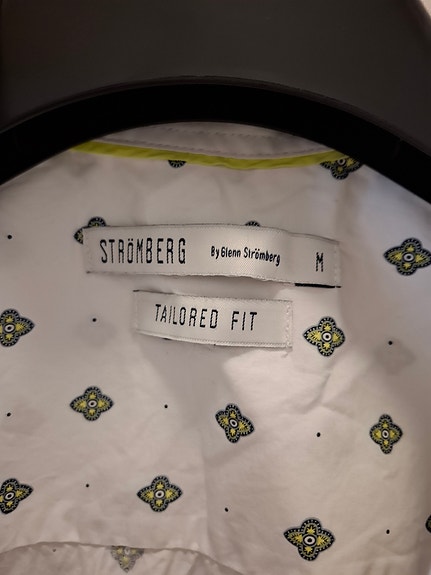 STRÖMBERG By Glenn Strömberg M
TAILORED FIT